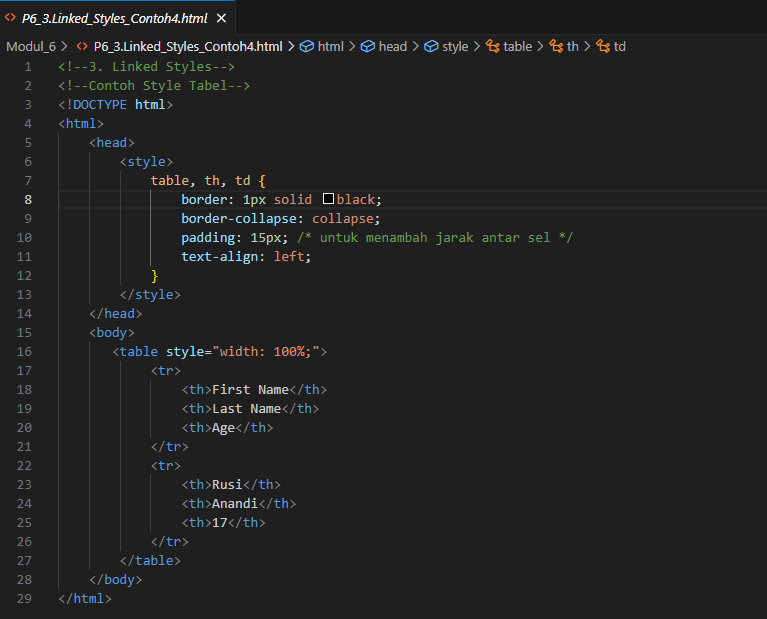 P6_3.Linked_Styles_Contoh4.html
Modul_6 > P6_3.Linked_Styles_Contoh4.html > html > head > style > table > th > td
1 <!--3. Linked Styles-->
2 <!--Contoh Style Tabel-->
3 <!DOCTYPE html>
4 <html>
5 <head>
6 <style>
7 table, th, td {
8 border: 1px solid black;
9 border-collapse: collapse;
10 padding: 15px; /* untuk menambah jarak antar sel */
11 text-align: left;
12 }
13 </style>
14 </head>
15 <body>
16 <table style="width: 100%;">
17 <tr>
18 <th>First Name</th>
19 <th>Last Name</th>
20 <th>Age</th>
21 </tr>
22 <tr>
23 <th>Rusi</th>
24 <th>Anandi</th>
25 <th>17</th>
26 </tr>
27 </table>
28 </body>
29 </html>